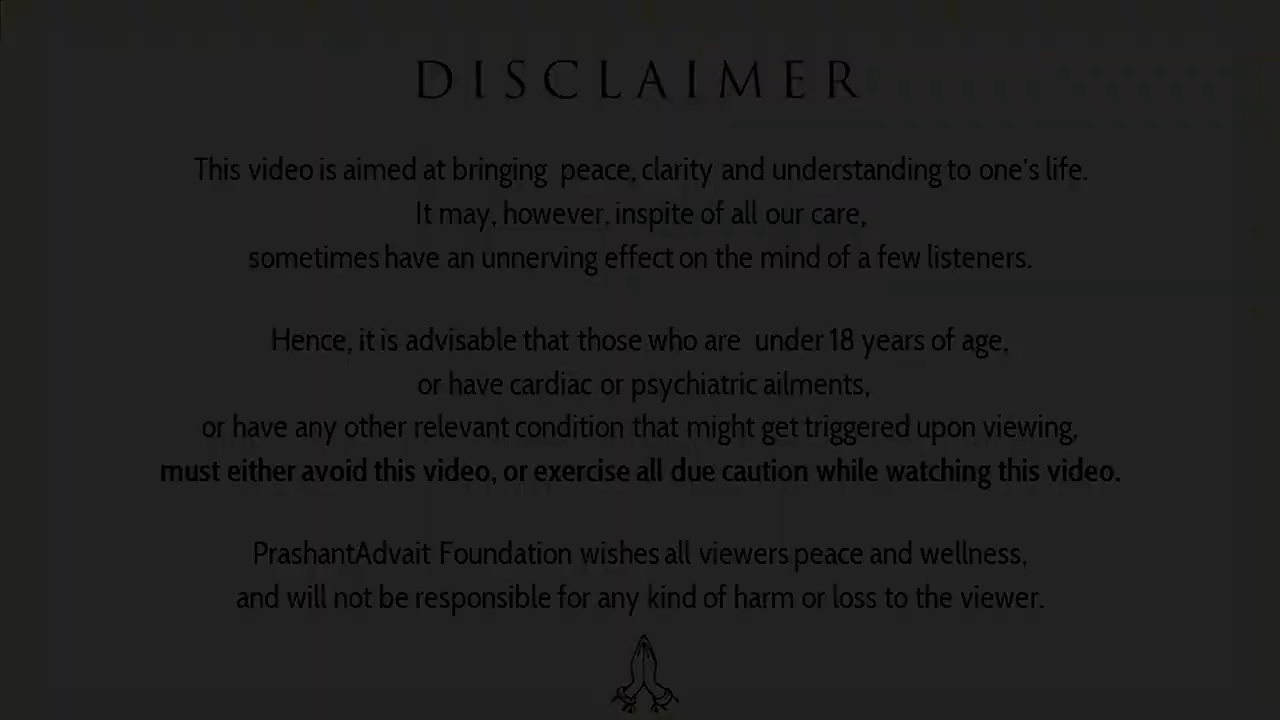 DISCLAIMER
This video is aimed at bringing peace, clarity and understanding to one's life.
It may, however, inspite of all our care,
sometimes have an unnerving effect on the mind of a few listeners.
Hence, it is advisable that those who are under 18 years of age,
or have cardiac or psychiatric ailments,
or have any other relevant condition that might get triggered upon viewing,
must either avoid this video, or exercise all due caution while watching this video.
PrashantAdvait Foundation wishes all viewers peace and wellness,
and will not be responsible for any kind of harm or loss to the viewer.